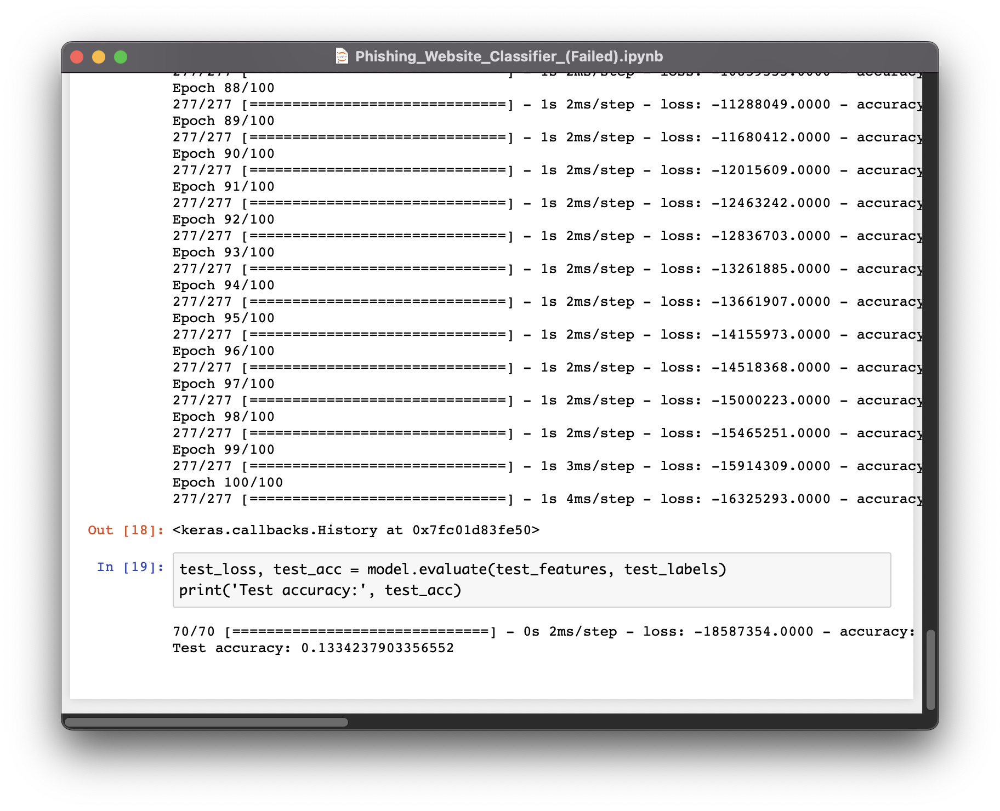 Phishing_Website_Classifier_(Failed).ipynb
Epoch 88/100
277/277 [==============================] - 1s 2ms/step - loss: -11288049.0000 - accuracy
Epoch 89/100
277/277 [==============================] - 1s 2ms/step - loss: -11680412.0000 - accuracy
Epoch 90/100
277/277 [==============================] - 1s 2ms/step - loss: -12015609.0000 - accuracy
Epoch 91/100
277/277 [==============================] - 1s 2ms/step - loss: -12463242.0000 - accuracy
Epoch 92/100
277/277 [==============================] - 1s 2ms/step - loss: -12836703.0000 - accuracy
Epoch 93/100
277/277 [==============================] - 1s 2ms/step - loss: -13261885.0000 - accuracy
Epoch 94/100
277/277 [==============================] - 1s 2ms/step - loss: -13661907.0000 - accuracy
Epoch 95/100
277/277 [==============================] - 1s 2ms/step - loss: -14155973.0000 - accuracy
Epoch 96/100
277/277 [==============================] - 1s 2ms/step - loss: -14518368.0000 - accuracy
Epoch 97/100
277/277 [==============================] - 1s 2ms/step - loss: -15000223.0000 - accuracy
Epoch 98/100
277/277 [==============================] - 1s 2ms/step - loss: -15465251.0000 - accuracy
Epoch 99/100
277/277 [==============================] - 1s 3ms/step - loss: -15914309.0000 - accuracy
Epoch 100/100
277/277 [==============================] - 1s 4ms/step - loss: -16325293.0000 - accuracy
Out [18]: <keras.callbacks.History at 0x7fc01d83fe50>
In [19]: test_loss, test_acc = model.evaluate(test_features, test_labels)
print('Test accuracy:', test_acc)
70/70 [==============================] - 0s 2ms/step - loss: -18587354.0000 - accuracy:
Test accuracy: 0.1334237903356552